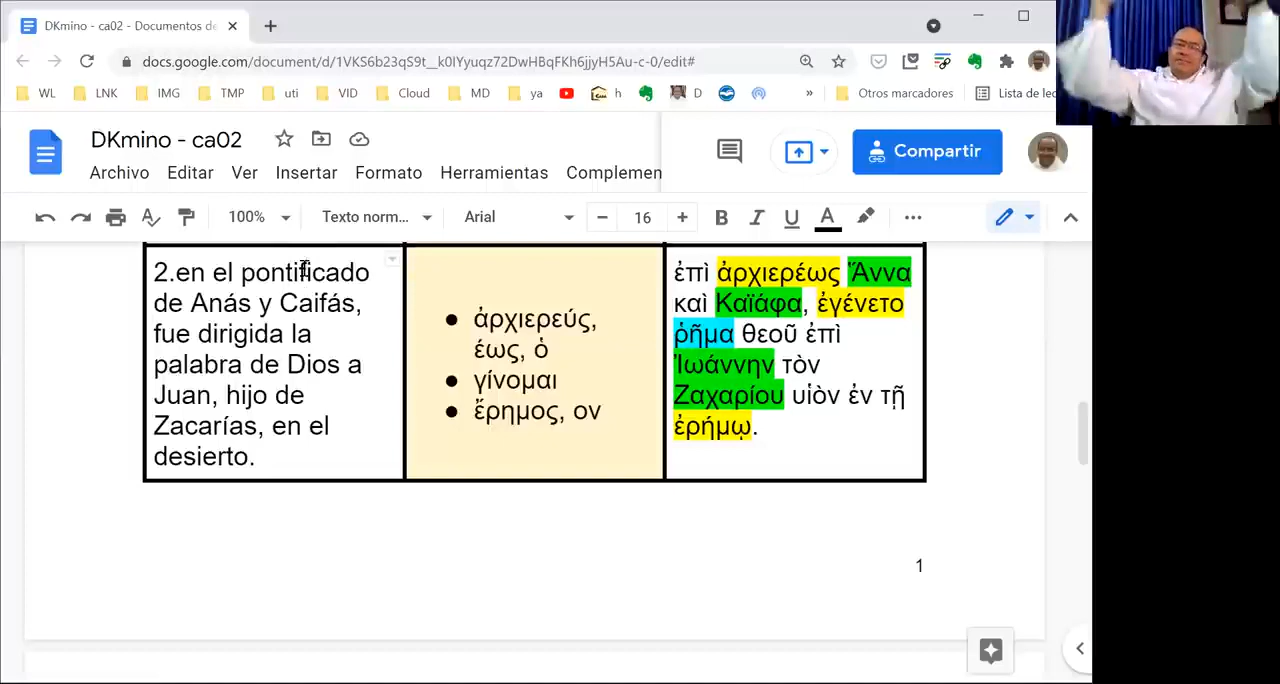 DKmino - ca02 - Documentos de
docs.google.com/document/d/1VKS6b23qS9t__k0lYyuqz72DwHBqFKh6jjyH5Au-c-0/edit#
WL LNK IMG TMP uti VID Cloud MD ya h D » Otros marcadores Lista de lec
DKmino - ca02
Compartir
Archivo Editar Ver Insertar Formato Herramientas Complemen
100% Texto norm... Arial 16 B I U A
2.en el pontificado
de Anás y Caifás,
fue dirigida la
palabra de Dios a
Juan, hijo de
Zacarías, en el
desierto.
● ἀρχιερεύς,
έως, ὁ
● γίνομαι
● ἔρημος, ον
ἐπὶ ἀρχιερέως Ἅννα
καὶ Καϊάφα, ἐγένετο
ῥῆμα θεοῦ ἐπὶ
Ἰωάννην τὸν
Ζαχαρίου υἱὸν ἐν τῇ
ἐρήμῳ.
1